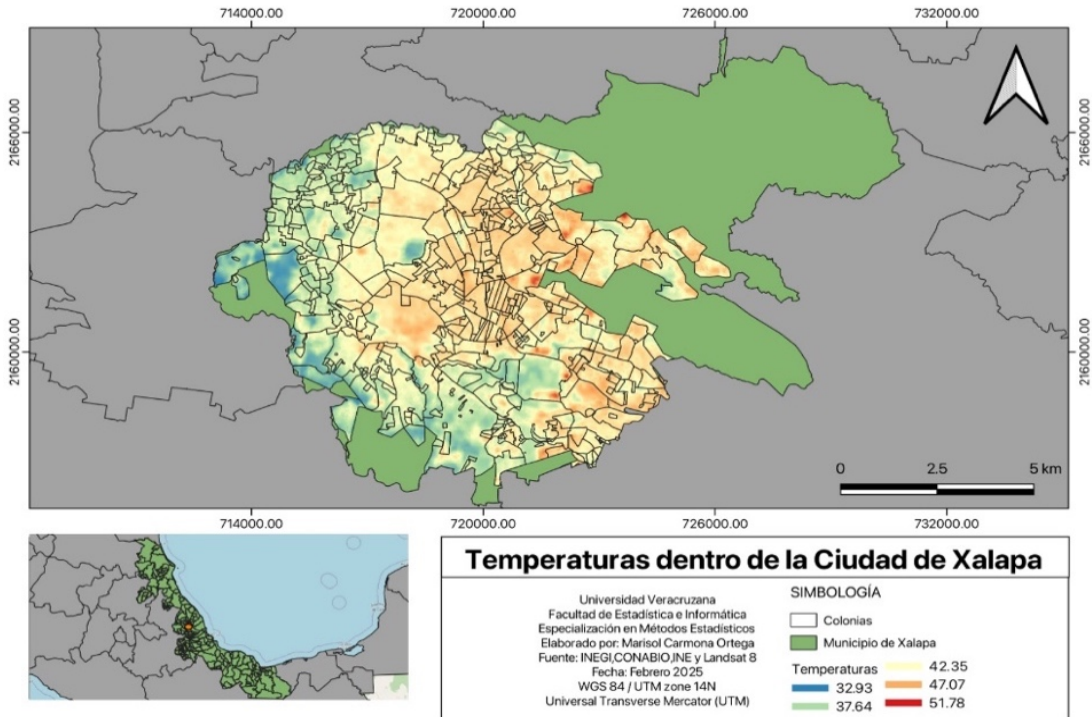 714000.00 720000.00 726000.00 732000.00
2166000.00 2166000.00
2160000.00 2160000.00
0 2.5 5 km
714000.00 720000.00 726000.00 732000.00
Temperaturas dentro de la Ciudad de Xalapa
Universidad Veracruzana
Facultad de Estadística e Informática
Especialización en Métodos Estadísticos
Elaborado por: Marisol Carmona Ortega
Fuente: INEGI,CONABIO,INE y Landsat 8
Fecha: Febrero 2025
WGS 84 / UTM zone 14N
Universal Transverse Mercator (UTM)
SIMBOLOGÍA
Colonias
Municipio de Xalapa
Temperaturas
32.93
37.64
42.35
47.07
51.78